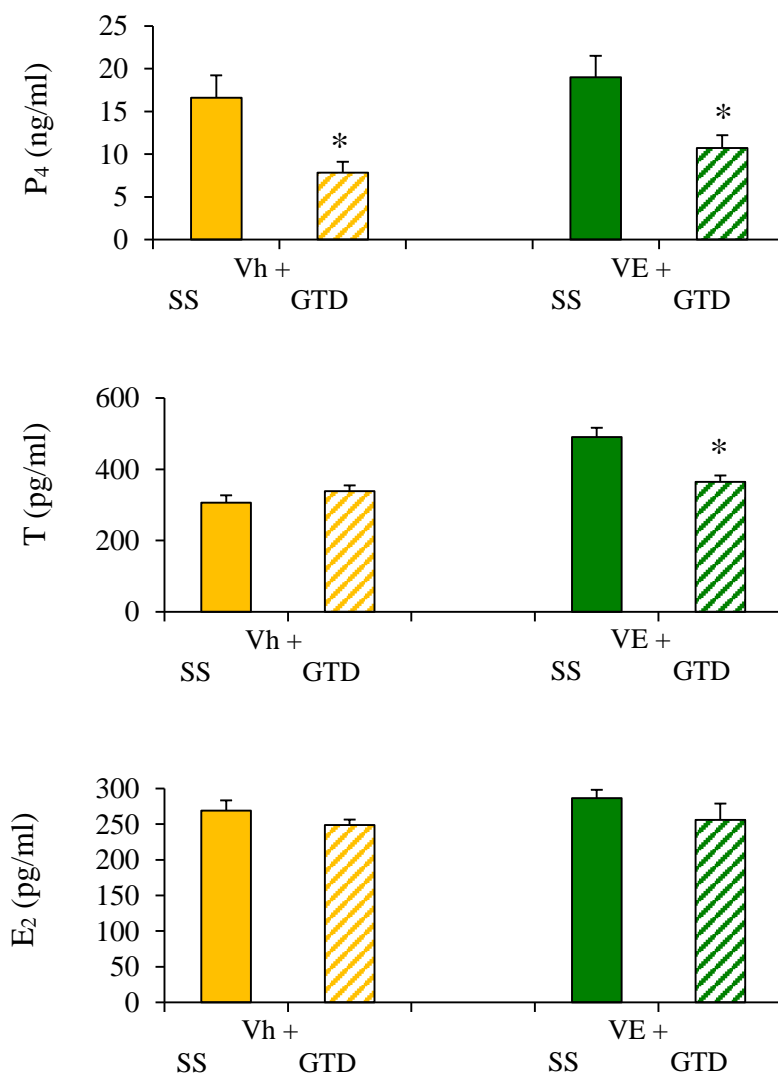 25
20
15
10
5
0
P₄ (ng/ml)
*
*
Vh +
VE +
SS
GTD
SS
GTD
600
400
200
0
T (pg/ml)
*
Vh +
VE +
SS
GTD
SS
GTD
300
250
200
150
100
50
0
E₂ (pg/ml)
Vh +
VE +
SS
GTD
SS
GTD